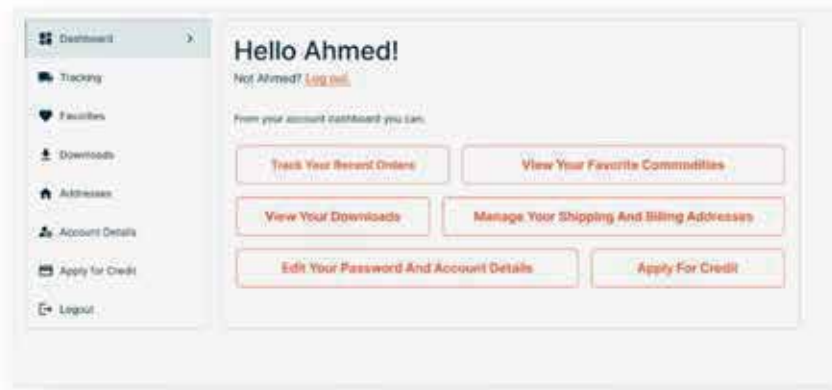 Dashboard
Tracking
Favorites
Downloads
Addresses
Account Details
Apply for Credit
Logout
Hello Ahmed!
Not Ahmed? Log out.
From your account dashboard you can:
Track Your Recent Orders
View Your Favorite Commodities
View Your Downloads
Manage Your Shipping And Billing Addresses
Edit Your Password And Account Details
Apply For Credit